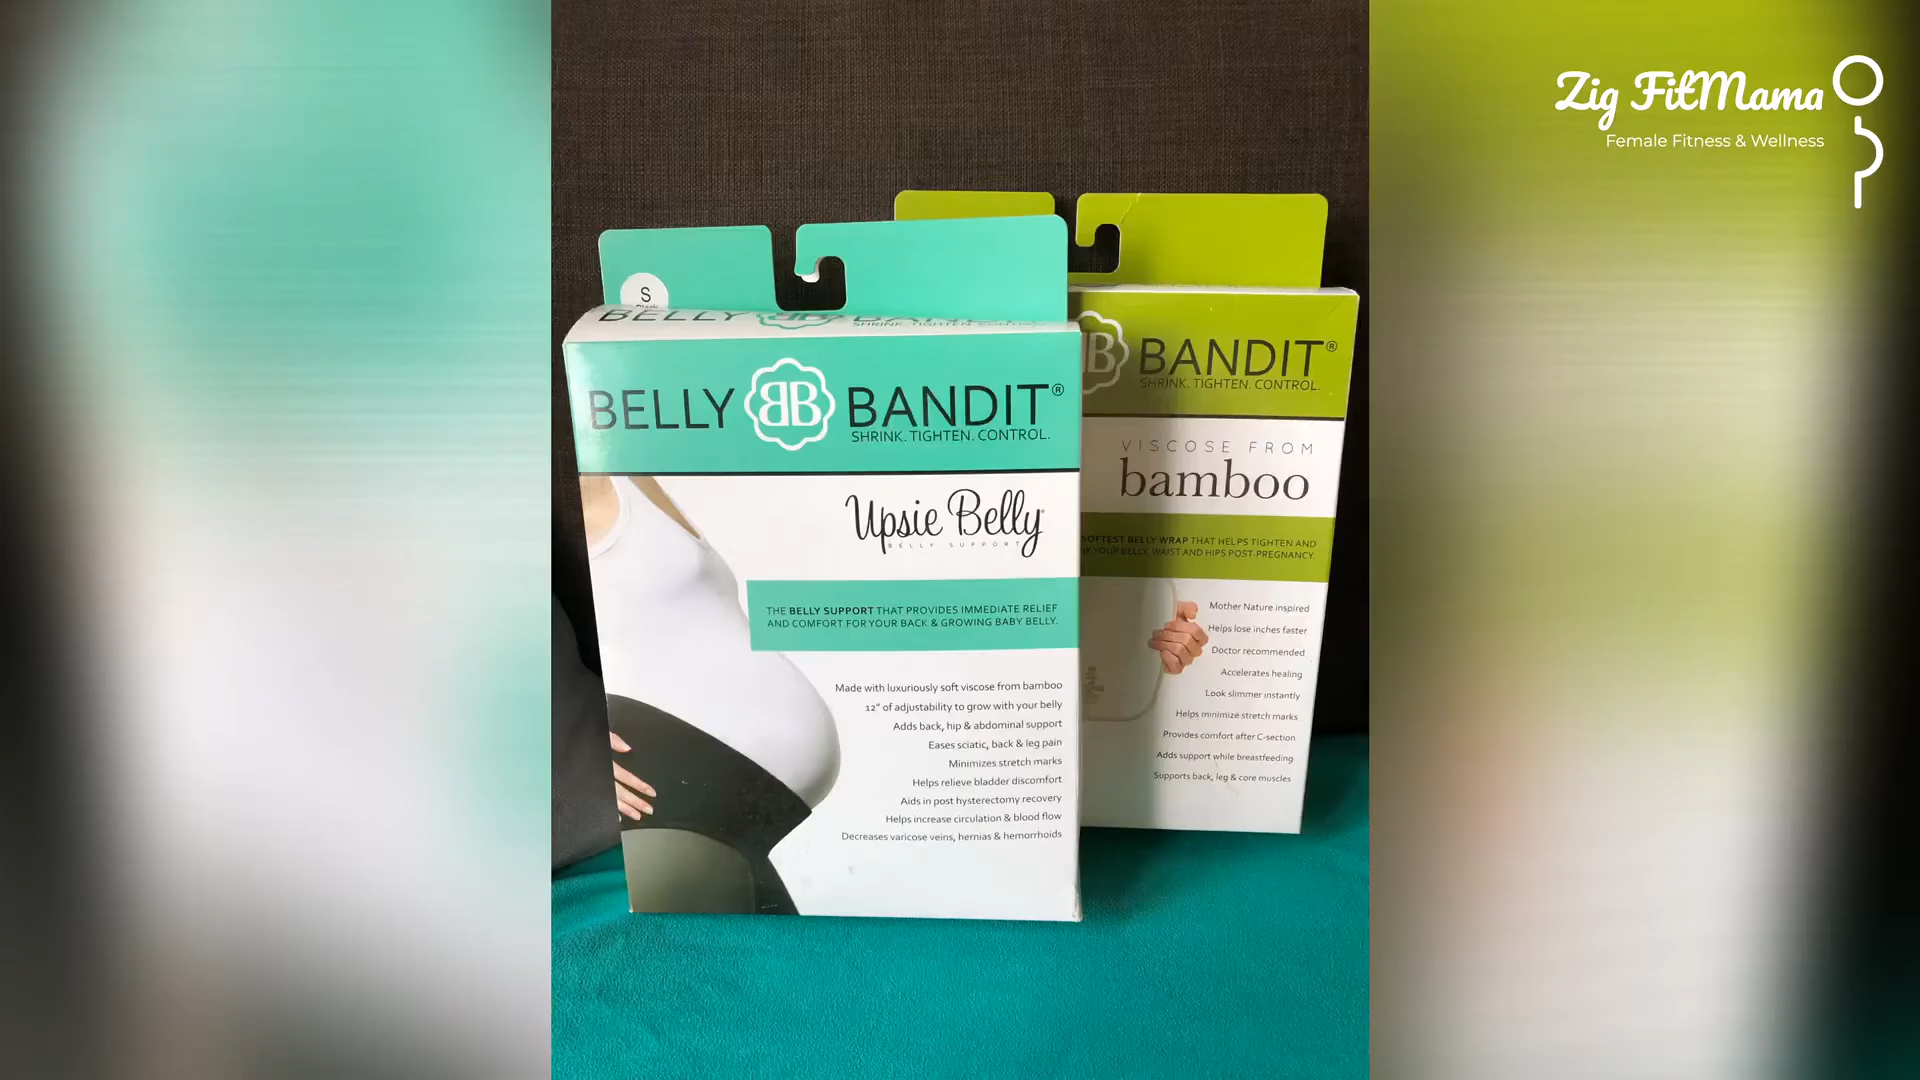 Zig FitMama
Female Fitness & Wellness
S
BELLY BB BANDIT
SHRINK. TIGHTEN. CONTROL.
BELLY BB BANDIT®
SHRINK. TIGHTEN. CONTROL.
Upsie Belly
BELLY SUPPORT
THE BELLY SUPPORT THAT PROVIDES IMMEDIATE RELIEF
AND COMFORT FOR YOUR BACK & GROWING BABY BELLY.
Made with luxuriously soft viscose from bamboo
12" of adjustability to grow with your belly
Adds back, hip & abdominal support
Eases sciatic, back & leg pain
Minimizes stretch marks
Helps relieve bladder discomfort
Aids in post hysterectomy recovery
Helps increase circulation & blood flow
Decreases varicose veins, hernias & hemorrhoids
B BANDIT®
SHRINK. TIGHTEN. CONTROL.
VISCOSE FROM
bamboo
SOFTEST BELLY WRAP THAT HELPS TIGHTEN AND
YOUR BELLY, WAIST AND HIPS POST-PREGNANCY.
Mother Nature inspired
Helps lose inches faster
Doctor recommended
Accelerates healing
Look slimmer instantly
Helps minimize stretch marks
Provides comfort after C-section
Adds support while breastfeeding
Supports back, leg & core muscles